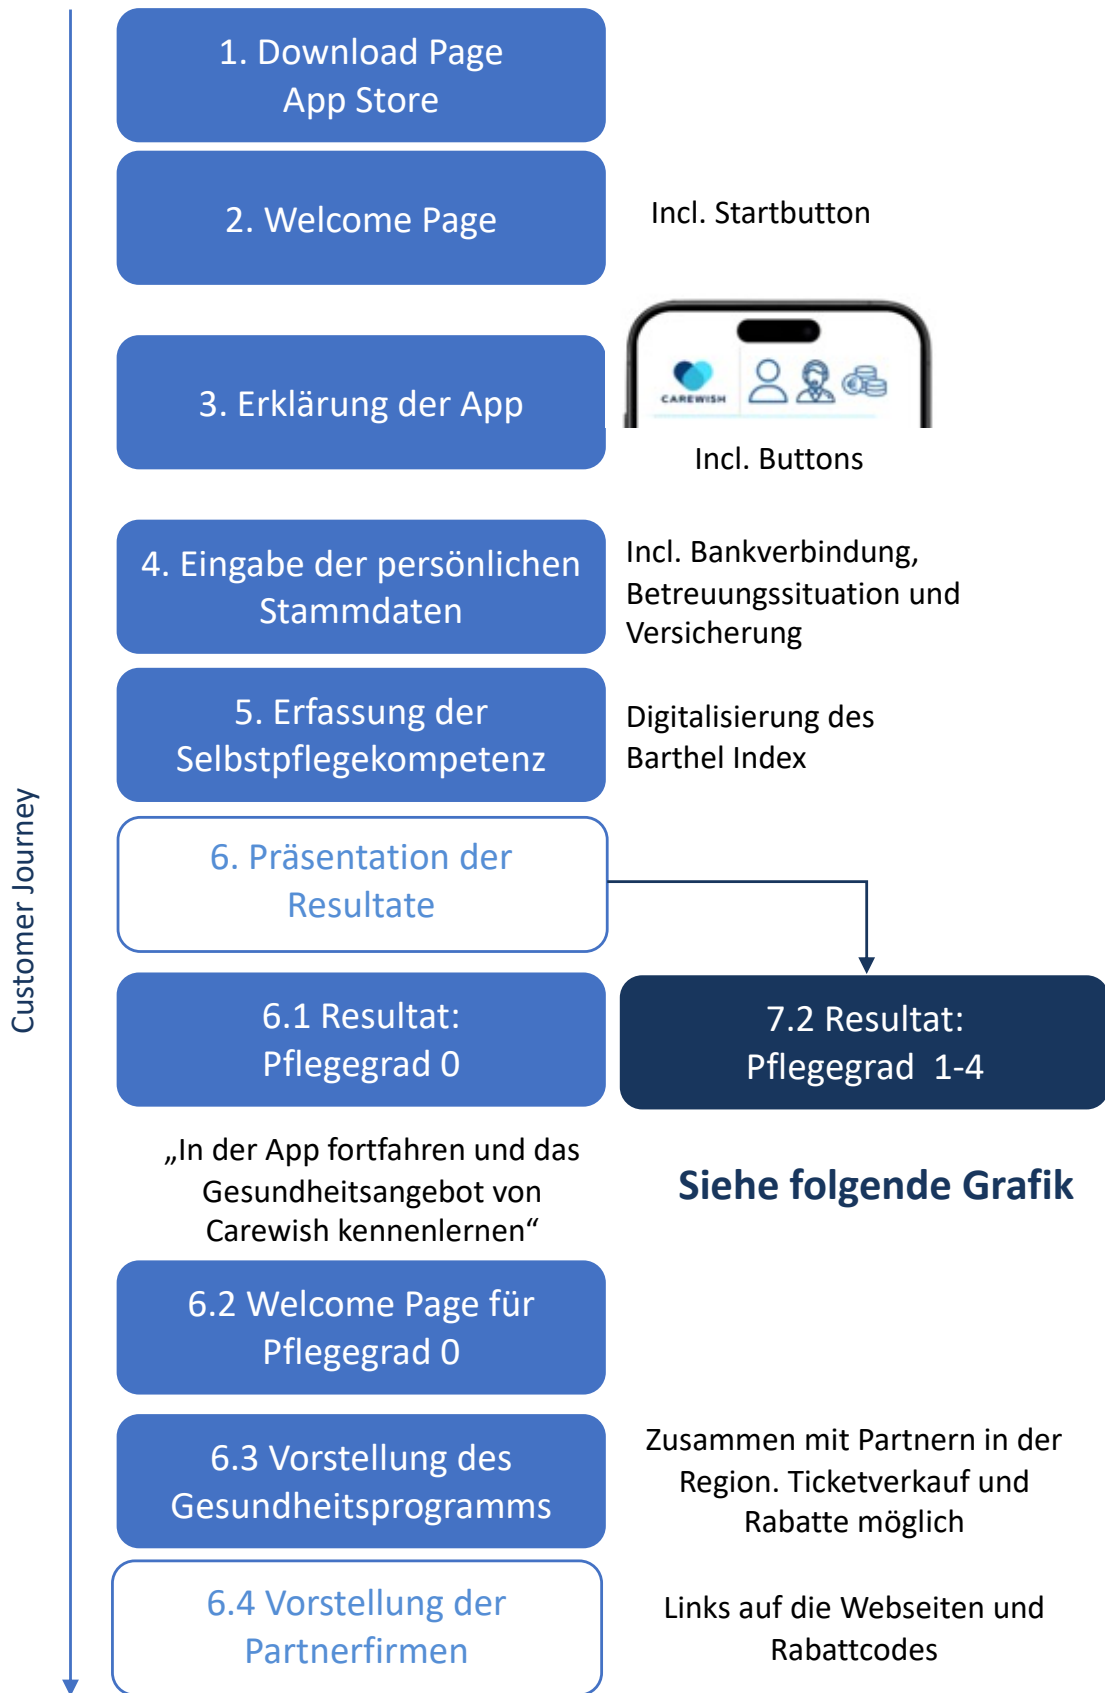 1. Download Page
App Store
2. Welcome Page
Incl. Startbutton
3. Erklärung der App
CAREWISH
Incl. Buttons
4. Eingabe der persönlichen
Stammdaten
Incl. Bankverbindung,
Betreuungssituation und
Versicherung
5. Erfassung der
Selbstpflegekompetenz
Digitalisierung des
Barthel Index
Customer Journey
6. Präsentation der
Resultate
6.1 Resultat:
Pflegegrad 0
7.2 Resultat:
Pflegegrad 1-4
„In der App fortfahren und das
Gesundheitsangebot von
Carewish kennenlernen“
Siehe folgende Grafik
6.2 Welcome Page für
Pflegegrad 0
6.3 Vorstellung des
Gesundheitsprogramms
Zusammen mit Partnern in der
Region. Ticketverkauf und
Rabatte möglich
6.4 Vorstellung der
Partnerfirmen
Links auf die Webseiten und
Rabattcodes